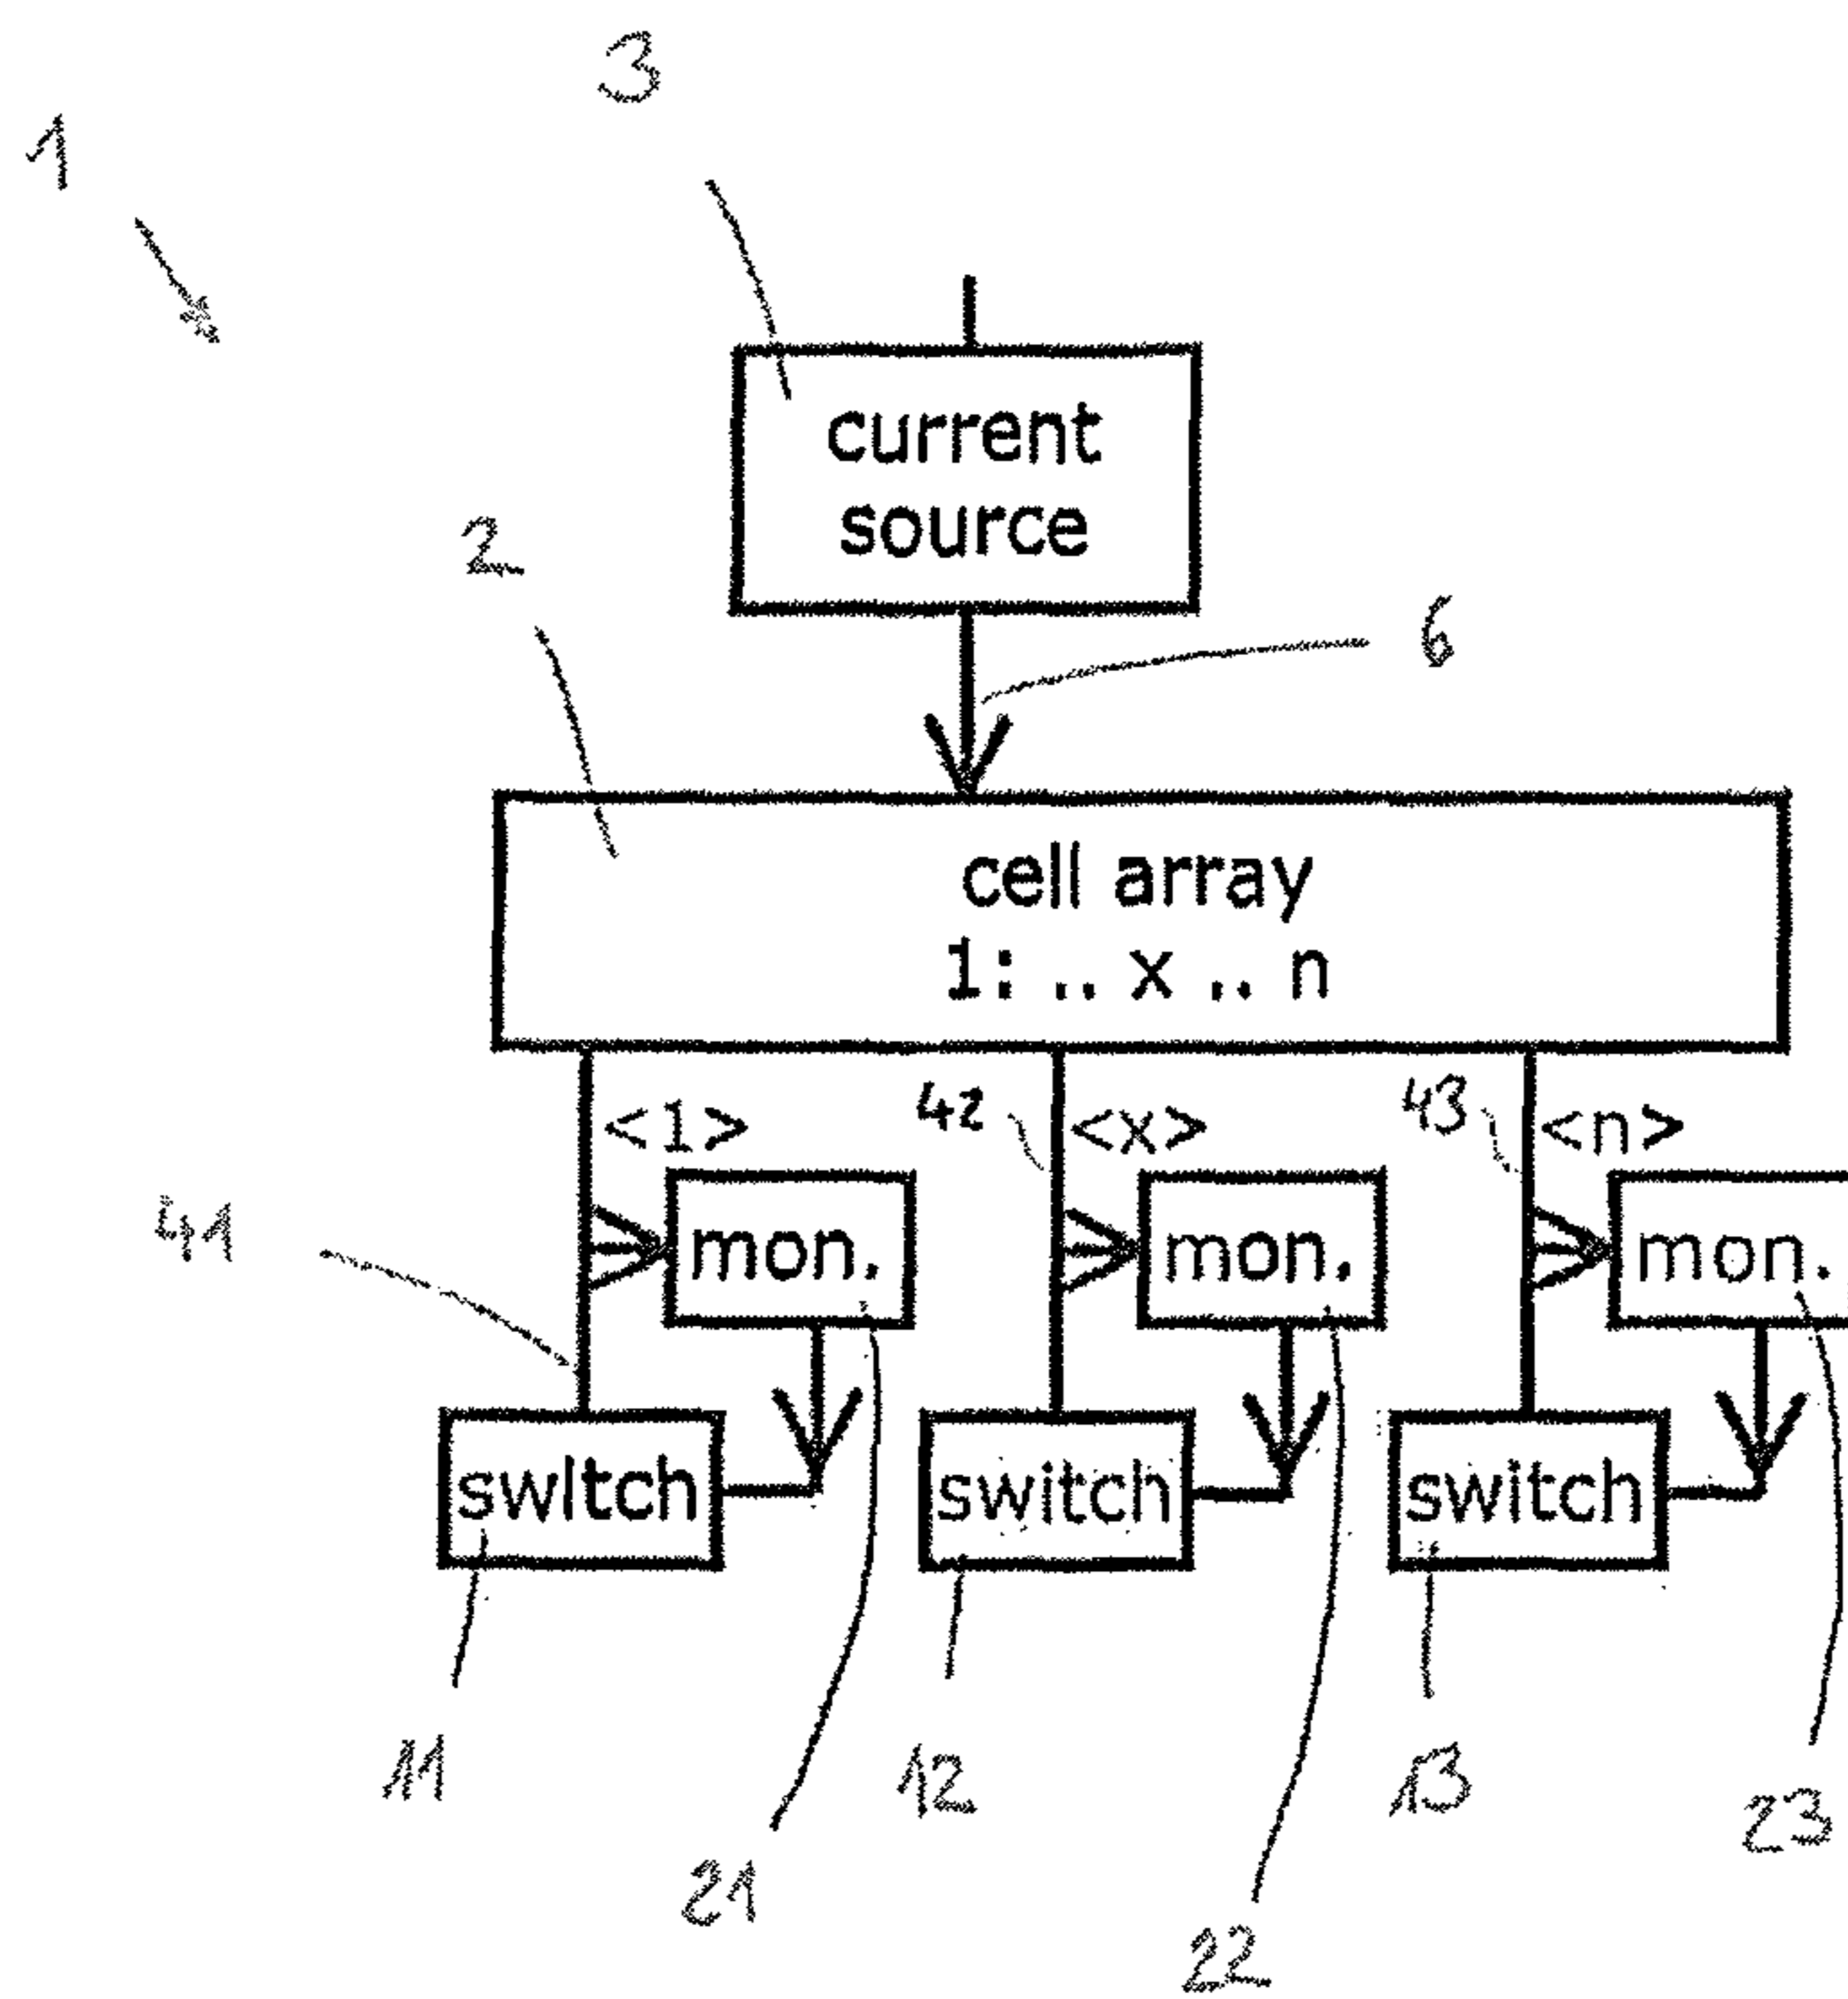 3
1
current
source
2
6
cell array
1: .. x .. n
<1>
42
<x>
43
<n>
41
mon.
mon.
mon.
switch
switch
switch
11
12
13
23
21
22